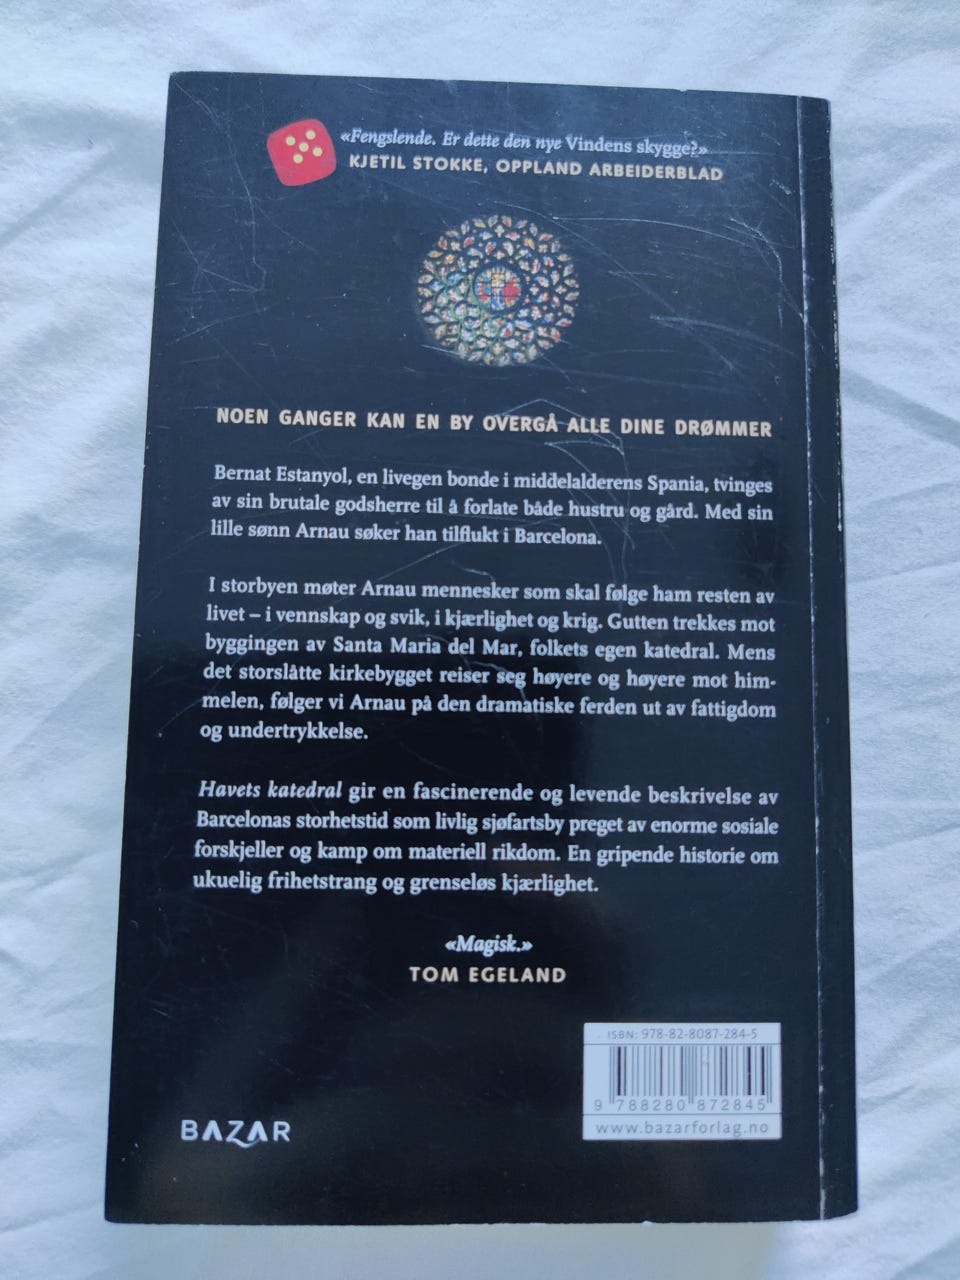 «Fengslende. Er dette den nye Vindens skygge?»
KJETIL STOKKE, OPPLAND ARBEIDERBLAD
NOEN GANGER KAN EN BY OVERGÅ ALLE DINE DRØMMER
Bernat Estanyol, en livegen bonde i middelalderens Spania, tvinges
av sin brutale godsherre til å forlate både hustru og gård. Med sin
lille sønn Arnau søker han tilflukt i Barcelona.
I storbyen møter Arnau mennesker som skal følge ham resten av
livet – i vennskap og svik, i kjærlighet og krig. Gutten trekkes mot
byggingen av Santa Maria del Mar, folkets egen katedral. Mens
det storslåtte kirkebygget reiser seg høyere og høyere mot him-
melen, følger vi Arnau på den dramatiske ferden ut av fattigdom
og undertrykkelse.
Havets katedral gir en fascinerende og levende beskrivelse av
Barcelonas storhetstid som livlig sjøfartsby preget av enorme sosiale
forskjeller og kamp om materiell rikdom. En gripende historie om
ukuelig frihetstrang og grenseløs kjærlighet.
«Magisk.»
TOM EGELAND
ISBN: 978-82-8087-284-5
9 788280 872845
www.bazarforlag.no
BAZAR